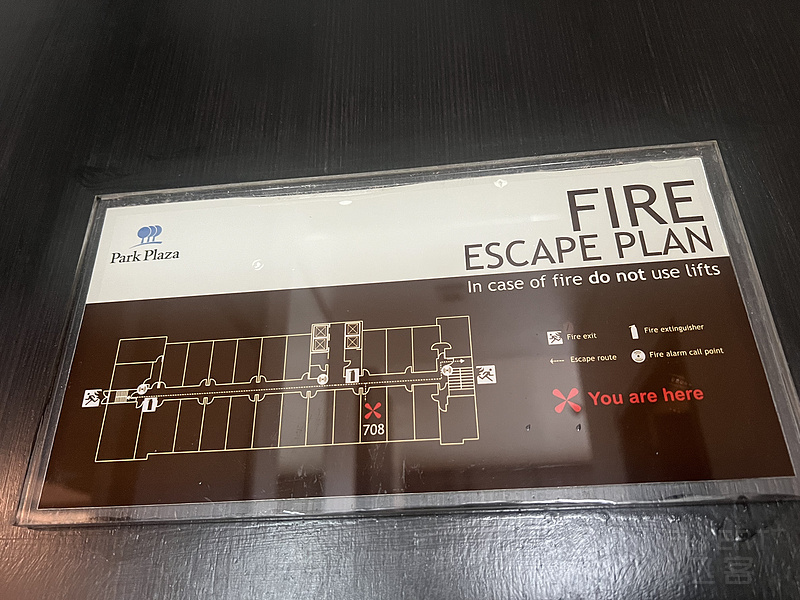 Park Plaza
FIRE
ESCAPE PLAN
In case of fire do not use lifts
Fire exit
Fire extinguisher
Escape route
Fire alarm call point
You are here
708